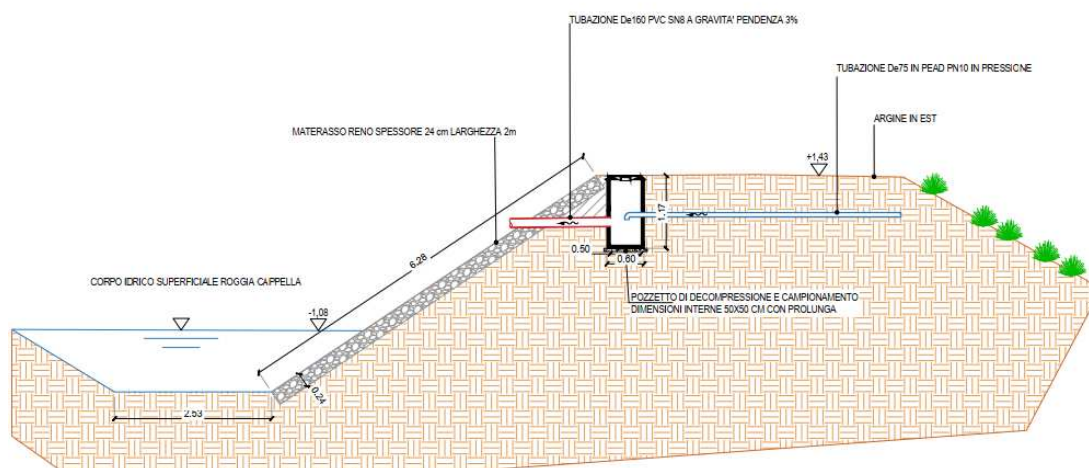 TUBAZIONE De160 PVC SN8 A GRAVITA' PENDENZA 3%
TUBAZIONE De75 IN PEAD PN10 IN PRESSIONE
MATERASSO RENO SPESSORE 24 cm LARGHEZZA 2m
ARGINE IN EST
+1,43
1.17
0.50
0.60
6.28
CORPO IDRICO SUPERFICIALE ROGGIA CAPPELLA
-1,08
POZZETTO DI DECOMPRESSIONE E CAMPIONAMENTO
DIMENSIONI INTERNE 50X50 CM CON PROLUNGA
0.24
2.53